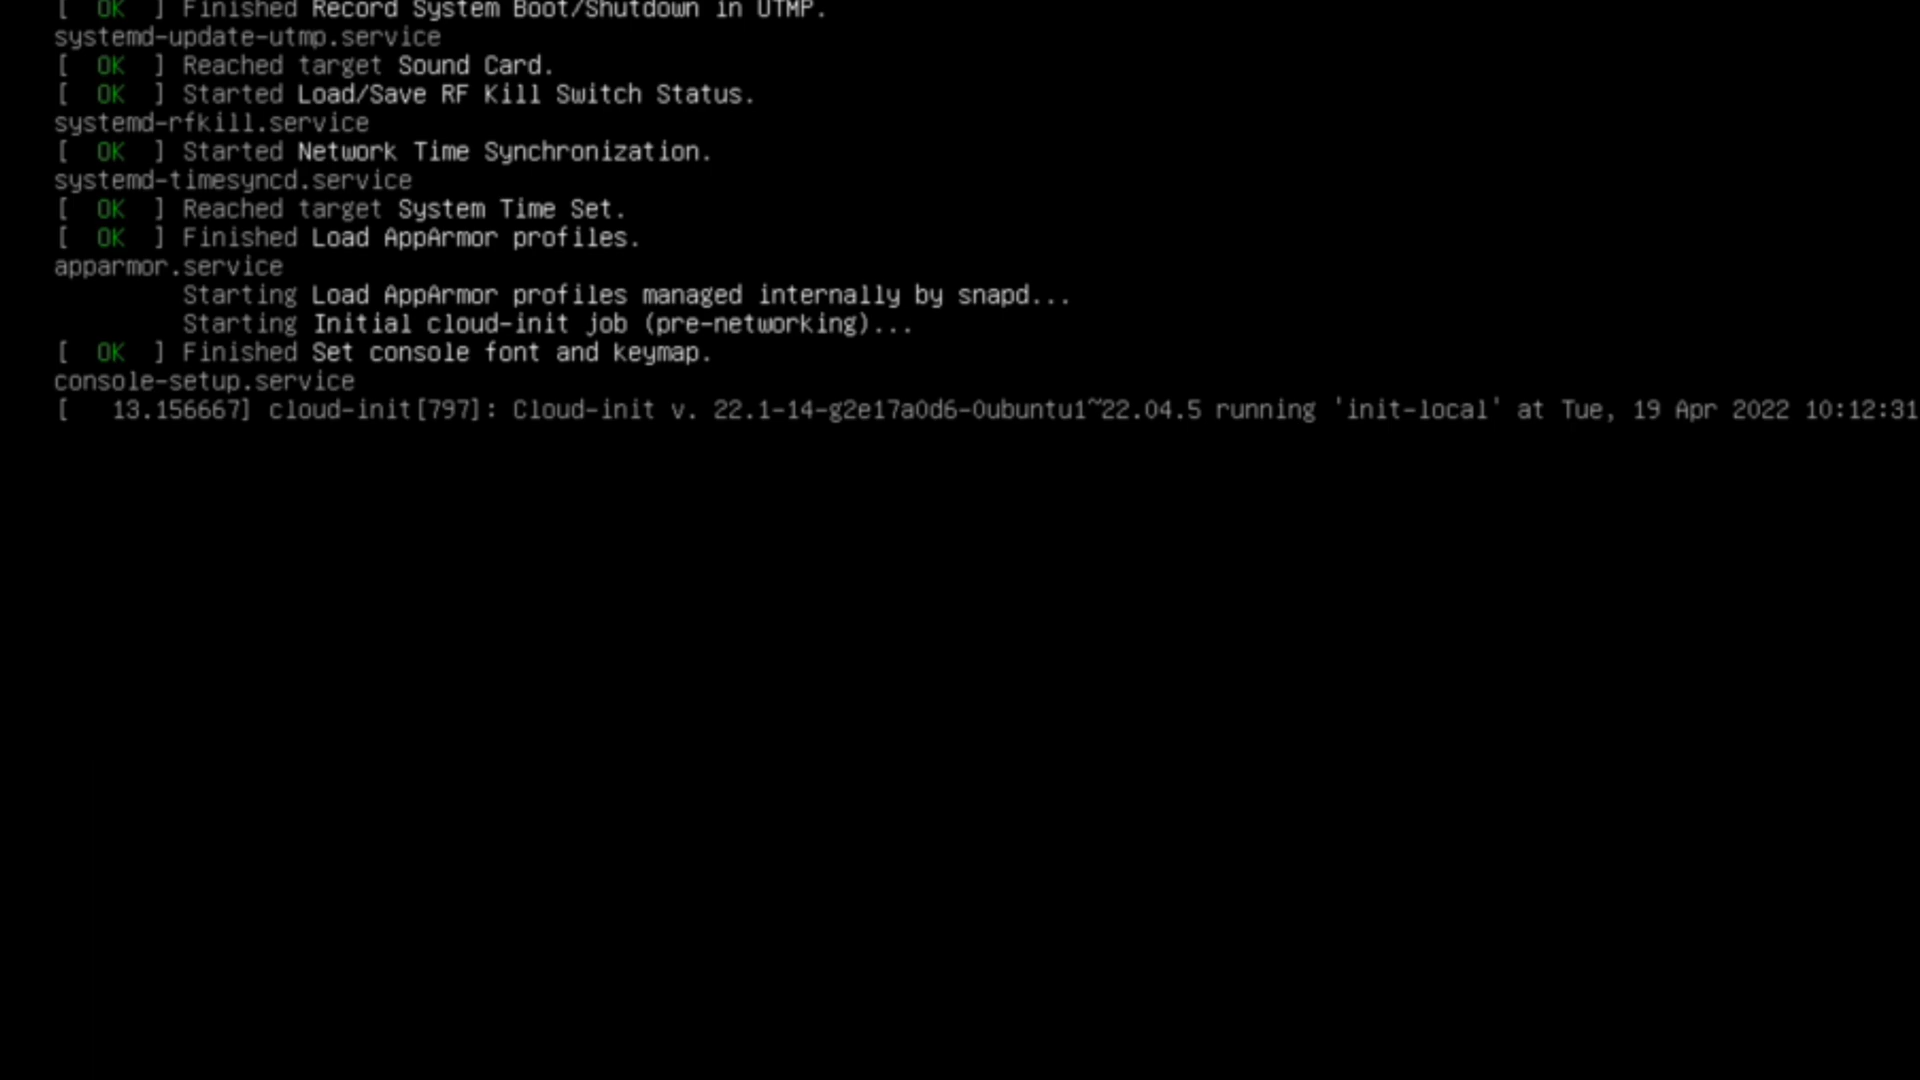 [  OK  ] Finished Record System Boot/Shutdown in UTMP.
systemd-update-utmp.service
[  OK  ] Reached target Sound Card.
[  OK  ] Started Load/Save RF Kill Switch Status.
systemd-rfkill.service
[  OK  ] Started Network Time Synchronization.
systemd-timesyncd.service
[  OK  ] Reached target System Time Set.
[  OK  ] Finished Load AppArmor profiles.
apparmor.service
         Starting Load AppArmor profiles managed internally by snapd...
         Starting Initial cloud-init job (pre-networking)...
[  OK  ] Finished Set console font and keymap.
console-setup.service
[   13.156667] cloud-init[797]: Cloud-init v. 22.1-14-g2e17a0d6-0ubuntu1~22.04.5 running 'init-local' at Tue, 19 Apr 2022 10:12:31